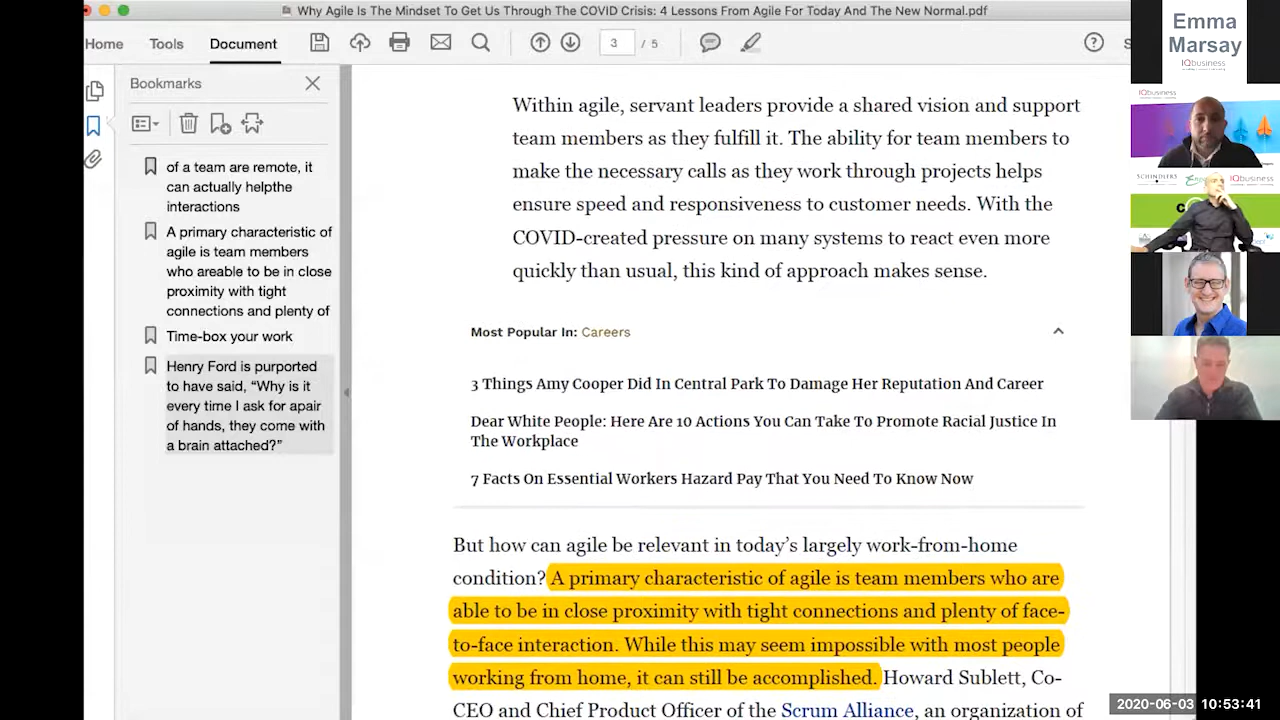 Why Agile Is The Mindset To Get Us Through The COVID Crisis: 4 Lessons From Agile For Today And The New Normal.pdf
Home Tools Document 3 / 5
Bookmarks
of a team are remote, it
can actually helpthe
interactions
A primary characteristic of
agile is team members
who areable to be in close
proximity with tight
connections and plenty of
Time-box your work
Henry Ford is purported
to have said, “Why is it
every time I ask for apair
of hands, they come with
a brain attached?”
Within agile, servant leaders provide a shared vision and support
team members as they fulfill it. The ability for team members to
make the necessary calls as they work through projects helps
ensure speed and responsiveness to customer needs. With the
COVID-created pressure on many systems to react even more
quickly than usual, this kind of approach makes sense.
Most Popular In: Careers
3 Things Amy Cooper Did In Central Park To Damage Her Reputation And Career
Dear White People: Here Are 10 Actions You Can Take To Promote Racial Justice In
The Workplace
7 Facts On Essential Workers Hazard Pay That You Need To Know Now
But how can agile be relevant in today’s largely work-from-home
condition? A primary characteristic of agile is team members who are
able to be in close proximity with tight connections and plenty of face-
to-face interaction. While this may seem impossible with most people
working from home, it can still be accomplished. Howard Sublett, Co-
CEO and Chief Product Officer of the Scrum Alliance, an organization of
Emma
Marsay
IQbusiness
IQbusiness
SCHINDLERS
IQbusiness
2020-06-03 10:53:41